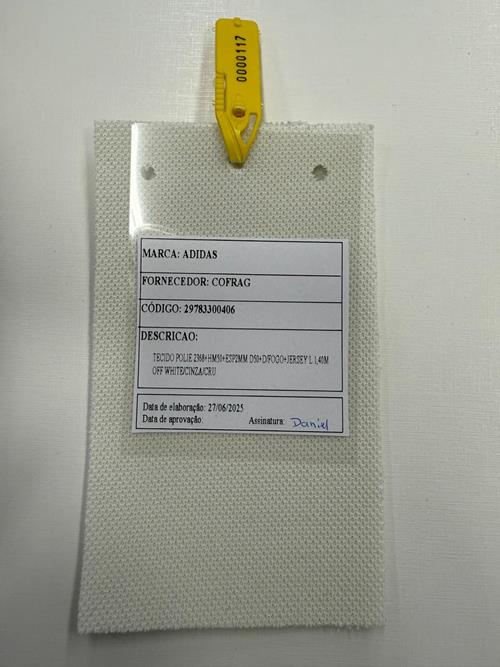 0000117
MARCA: ADIDAS
FORNECEDOR: COFRAG
CÓDIGO: 29783300406
DESCRICAO:
TECIDO POLIE 2368+HM50+ESP2MM D50+D/FOGO+JERSEY L 1,40M
OFF WHITE/CINZA/CRU
Data de elaboração: 27/06/2025
Data de aprovação: Assinatura: Daniel